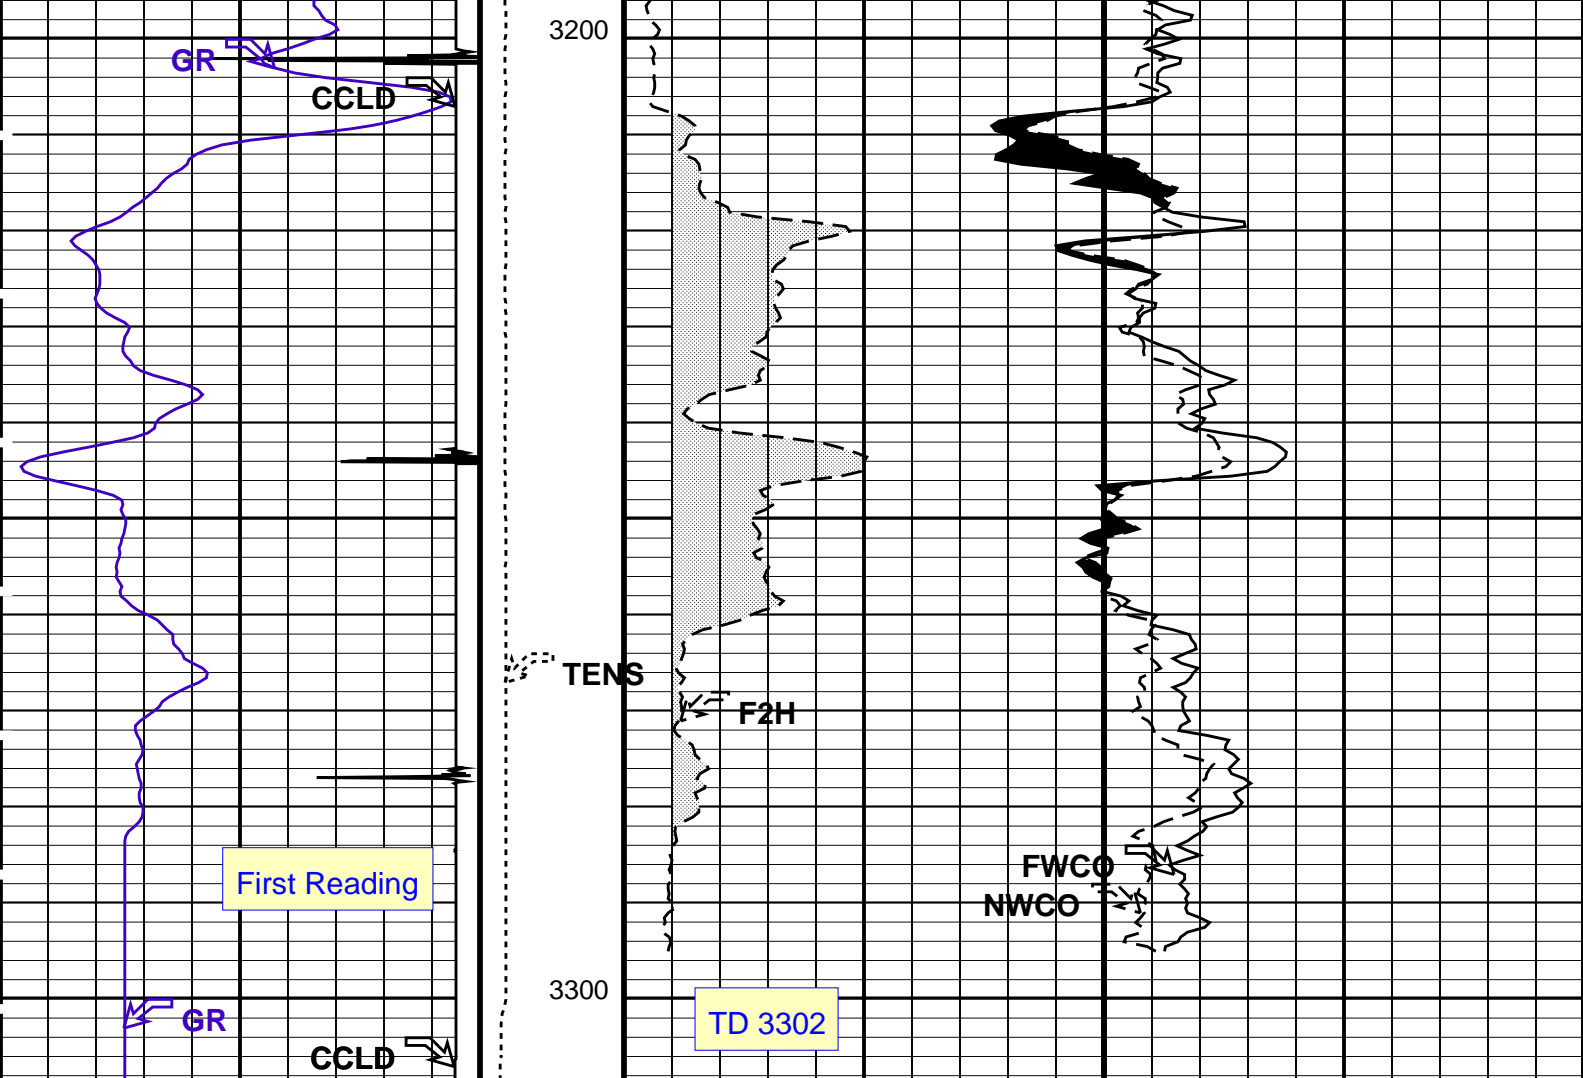 3200
GR
CCLD
TENS
F2H
FWCO
First Reading
NWCO
3300
GR
TD 3302
CCLD